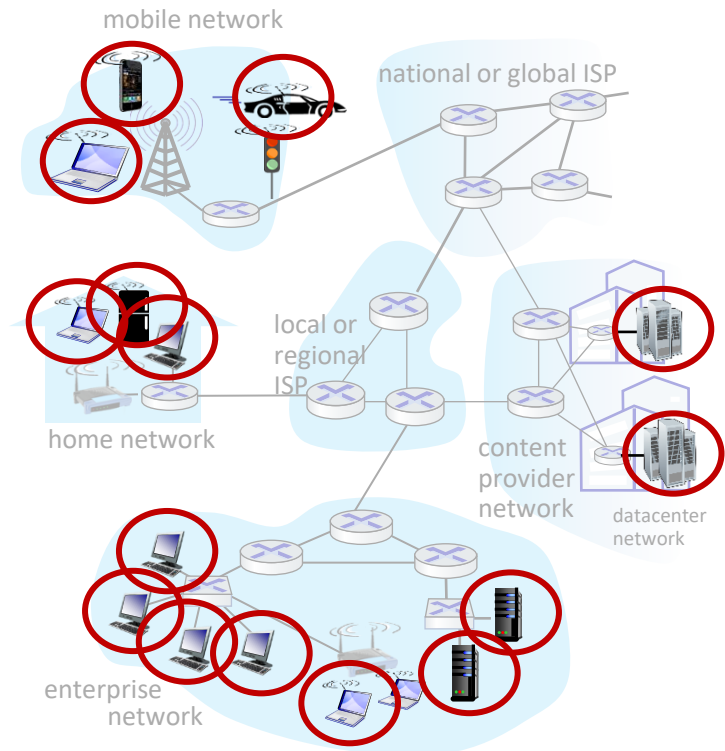 mobile network
national or global ISP
local or
regional
ISP
home network
content
provider
network
datacenter
network
enterprise
network